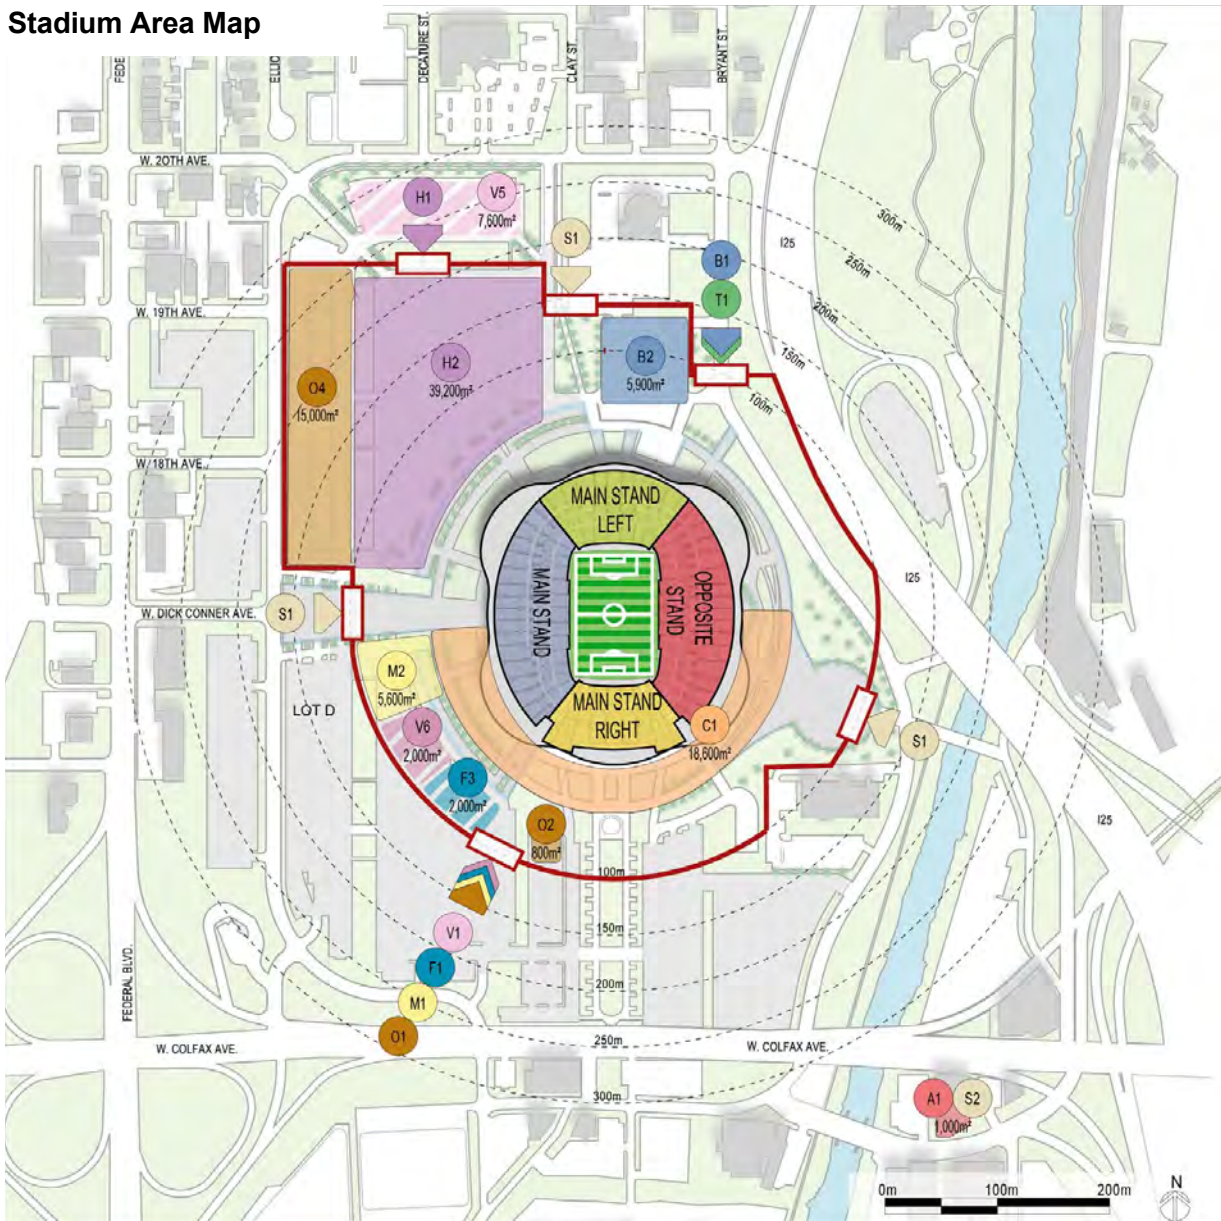 Stadium Area Map
DECATURE ST.
CLAY ST.
BRYANT ST.
W. 20TH AVE.
H1
V5
7,600m²
300m
S1
I25
B1
250m
T1
W. 19TH AVE.
200m
H2
39,200m²
B2
5,900m²
150m
O4
15,000m²
100m
W. 18TH AVE.
MAIN STAND
LEFT
MAIN STAND
OPPOSITE
STAND
I25
W. DICK CONNER AVE.
S1
M2
5,600m²
MAIN STAND
RIGHT
LOT D
V6
2,000m²
C1
18,600m²
S1
F3
2,000m²
O2
800m²
I25
100m
V1
150m
F1
FEDERAL BLVD.
200m
M1
O1
250m
W. COLFAX AVE.
W. COLFAX AVE.
300m
A1
S2
1,000m²
0m
100m
200m
N